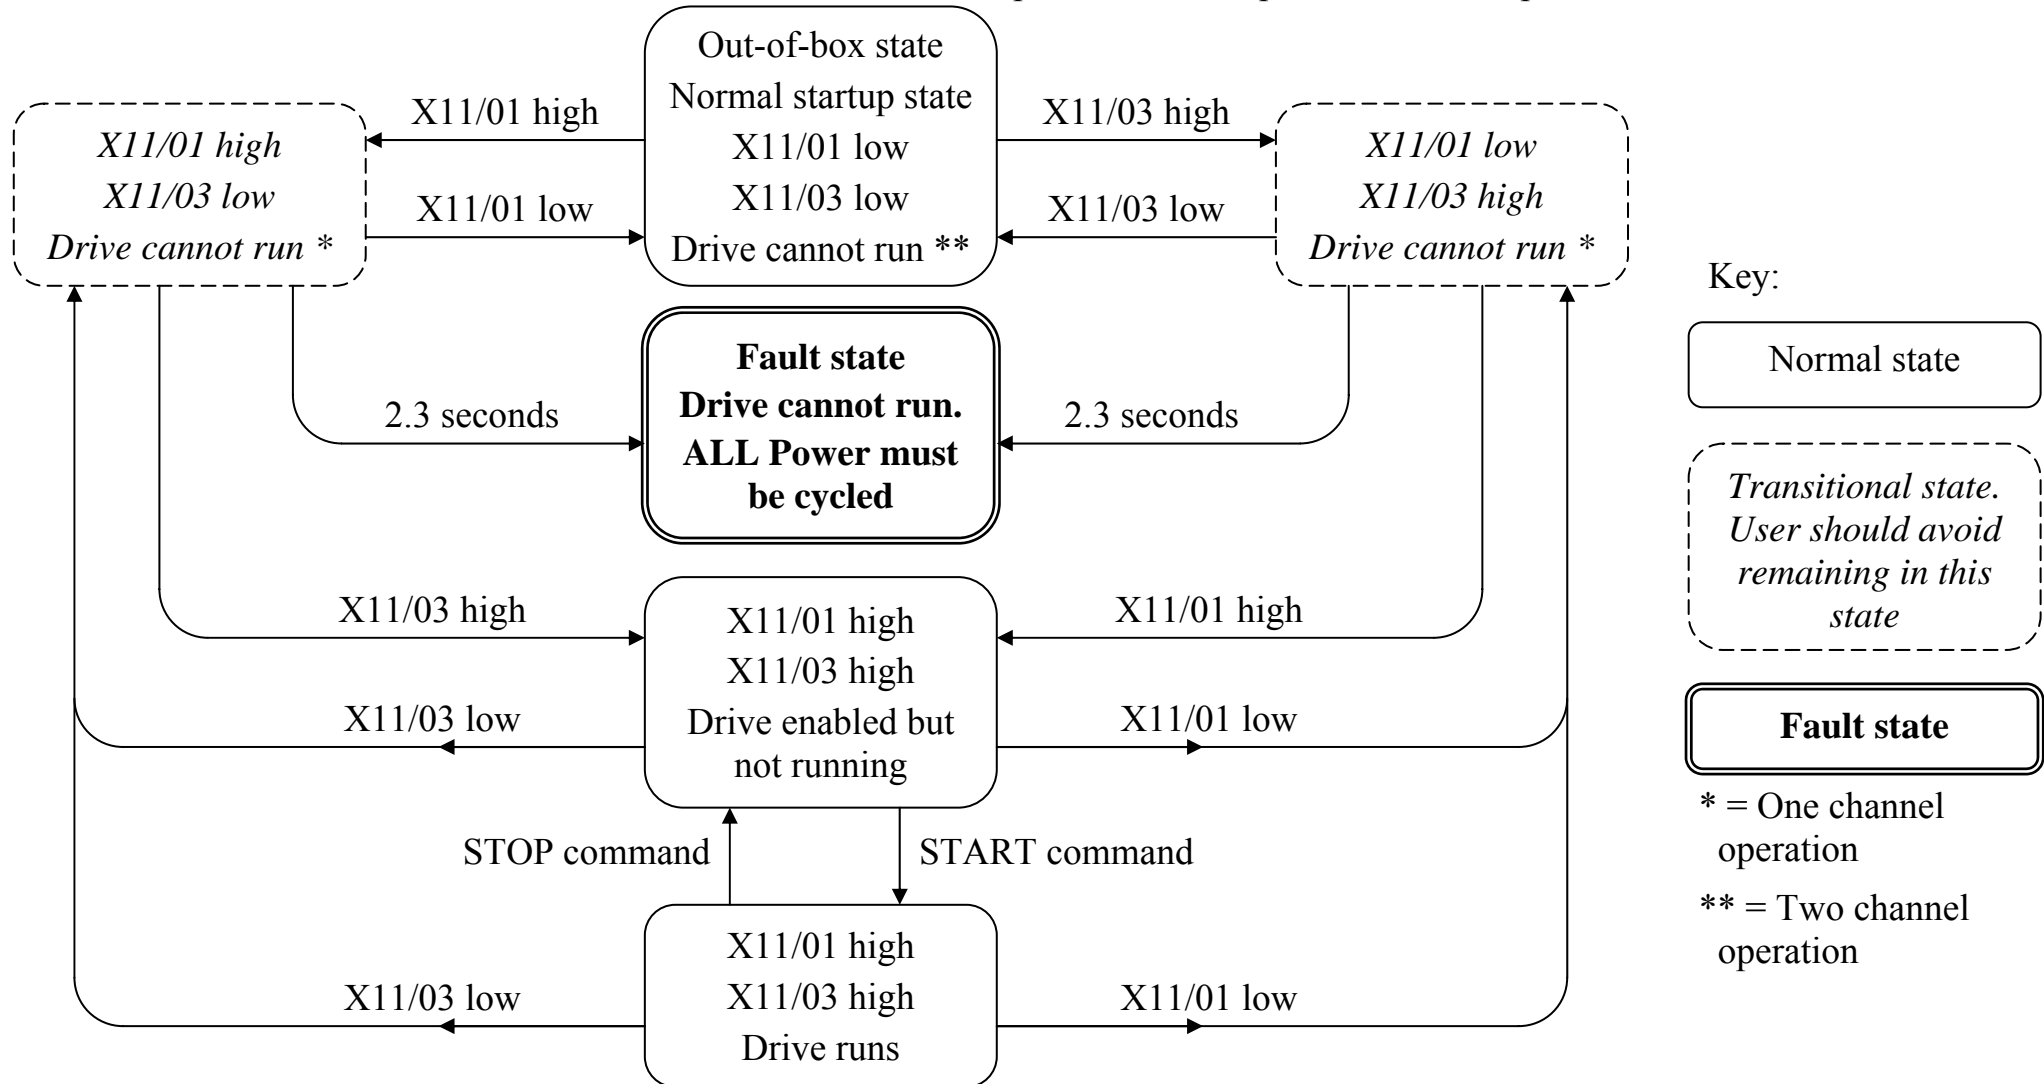 Out-of-box state
Normal startup state
X11/01 low
X11/03 low
Drive cannot run **
X11/01 high
X11/01 low
X11/03 high
X11/03 low
X11/01 high
X11/03 low
Drive cannot run *
X11/01 low
X11/03 high
Drive cannot run *
Fault state
Drive cannot run.
ALL Power must
be cycled
2.3 seconds
2.3 seconds
X11/03 high
X11/01 high
X11/01 high
X11/03 high
Drive enabled but
not running
X11/03 low
X11/01 low
STOP command
START command
X11/01 high
X11/03 high
Drive runs
X11/03 low
X11/01 low
Key:
Normal state
Transitional state.
User should avoid
remaining in this
state
Fault state
* = One channel
operation
** = Two channel
operation